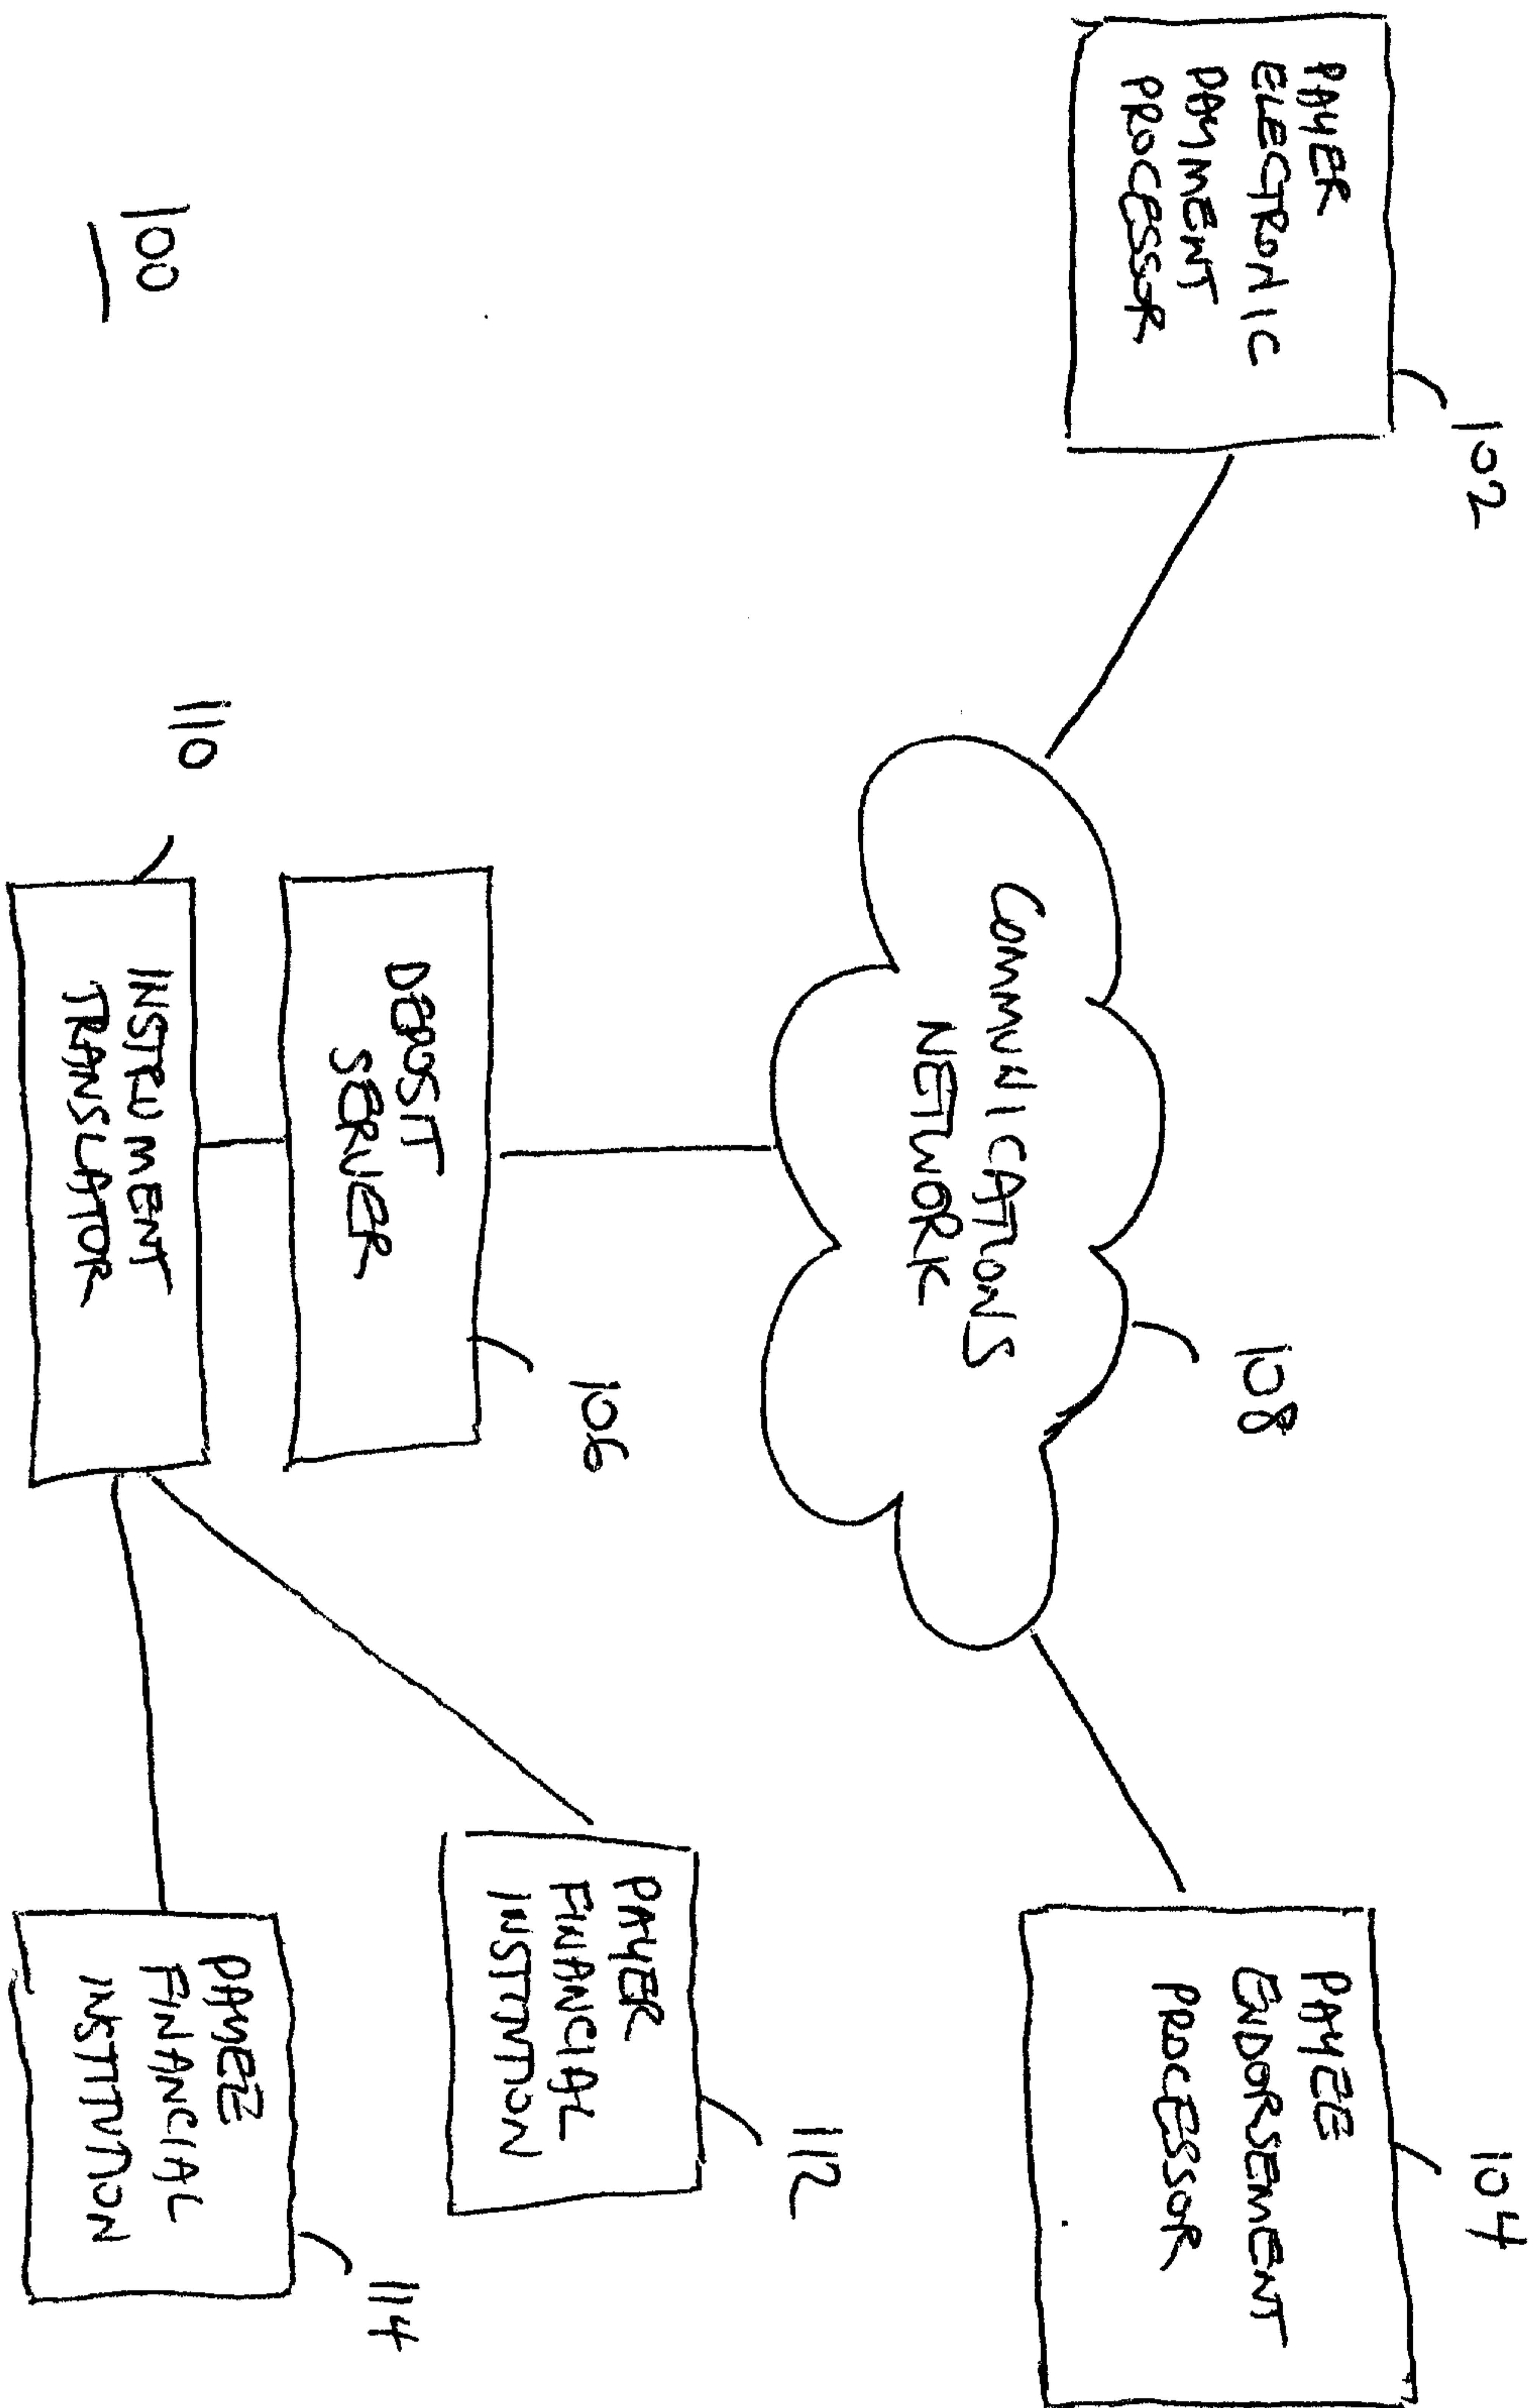 102
PAYER
ELECTRONIC
PAYMENT
PROCESSOR
104
PAYEE
ENDORSEMENT
PROCESSOR
108
COMMUNICATIONS
NETWORK
112
PAYER
FINANCIAL
INSTITUTION
106
DEPOSIT
SERVER
114
PAYEE
FINANCIAL
INSTITUTION
110
INSTRUMENT
TRANSLATOR
100